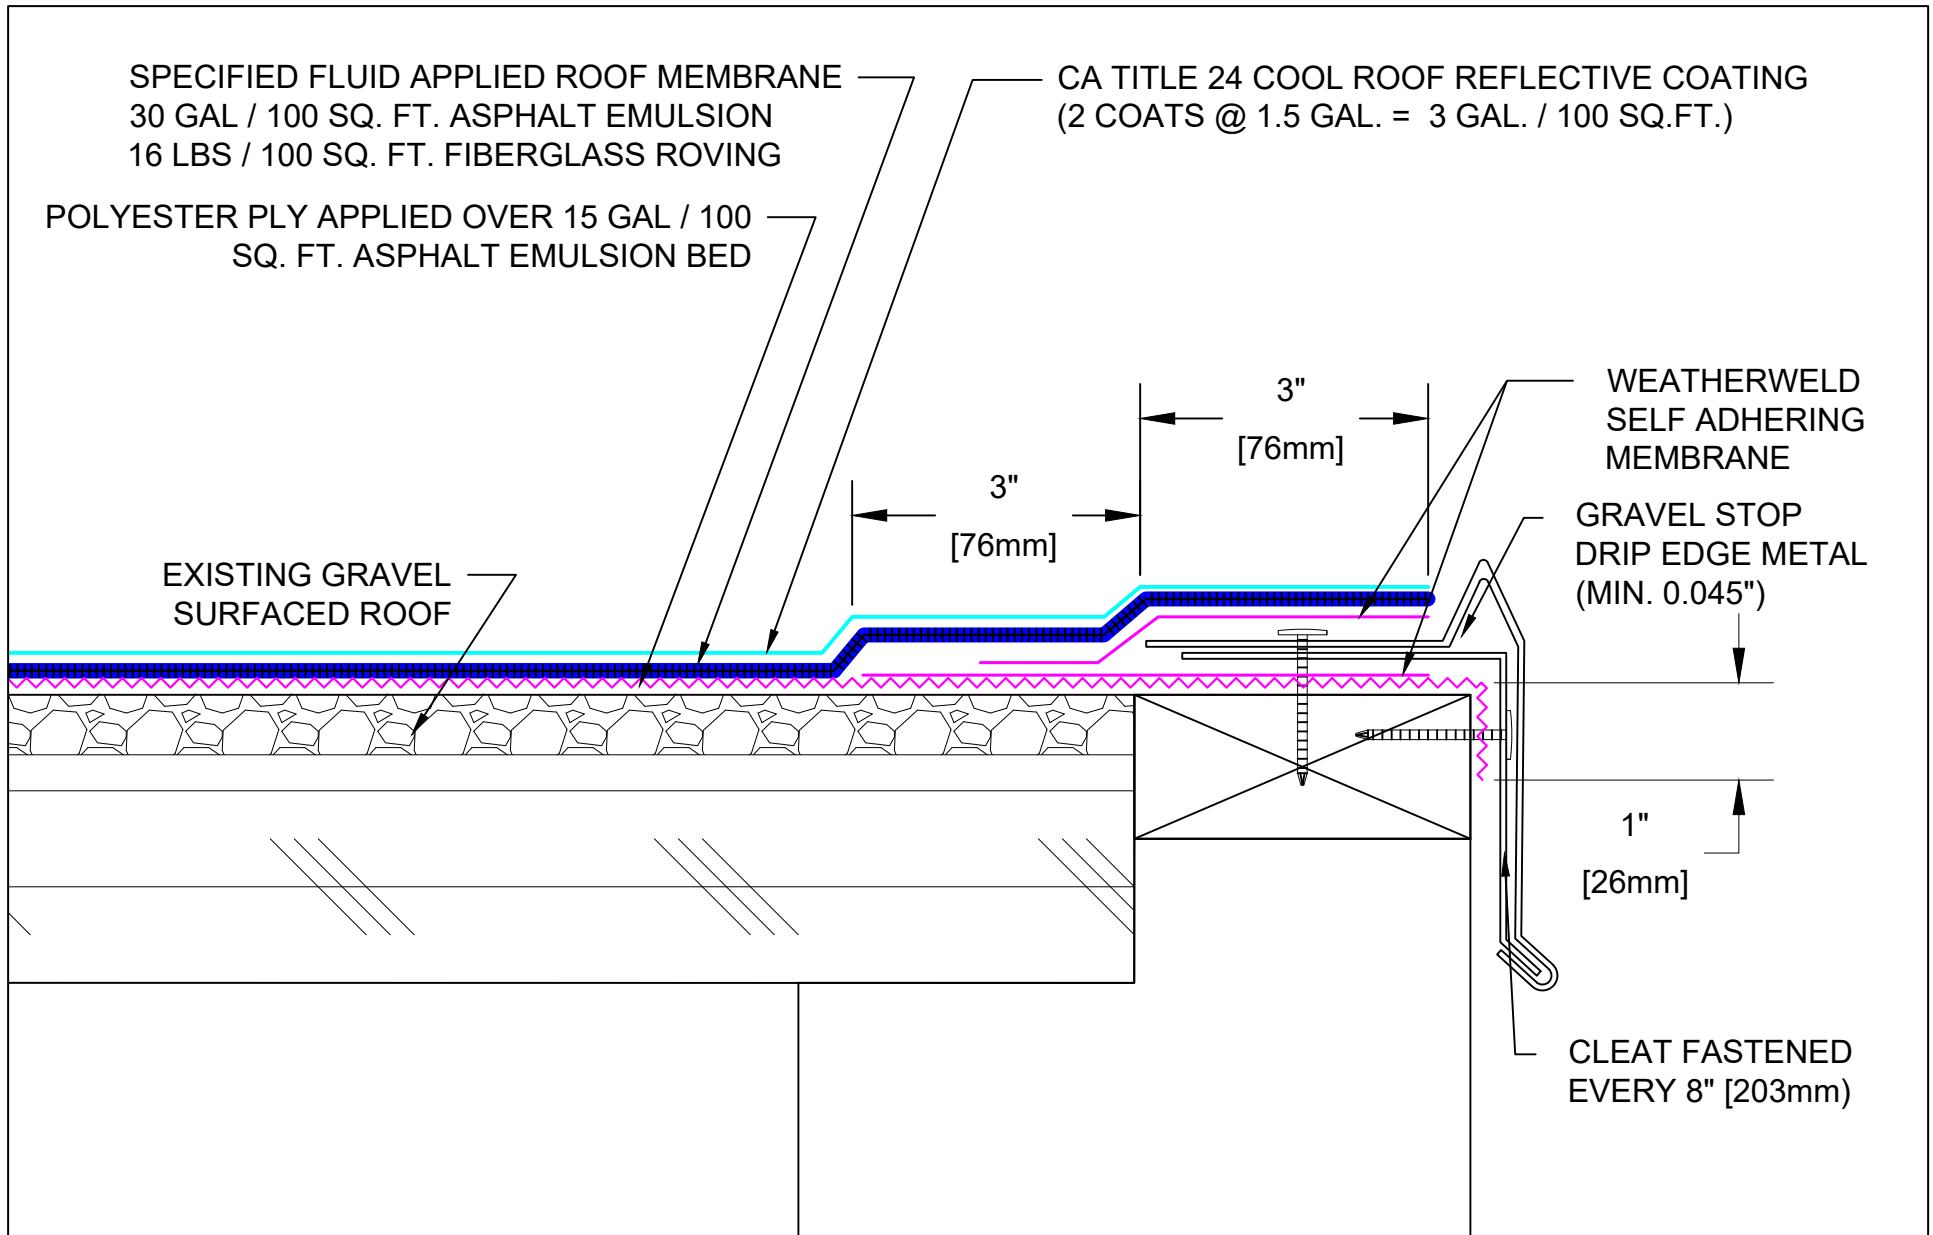 SPECIFIED FLUID APPLIED ROOF MEMBRANE
30 GAL / 100 SQ. FT. ASPHALT EMULSION
16 LBS / 100 SQ. FT. FIBERGLASS ROVING
CA TITLE 24 COOL ROOF REFLECTIVE COATING
(2 COATS @ 1.5 GAL. = 3 GAL. / 100 SQ.FT.)
POLYESTER PLY APPLIED OVER 15 GAL / 100
SQ. FT. ASPHALT EMULSION BED
3"
[76mm]
WEATHERWELD
SELF ADHERING
MEMBRANE
3"
[76mm]
GRAVEL STOP
DRIP EDGE METAL
(MIN. 0.045")
EXISTING GRAVEL
SURFACED ROOF
1"
[26mm]
CLEAT FASTENED
EVERY 8" [203mm)